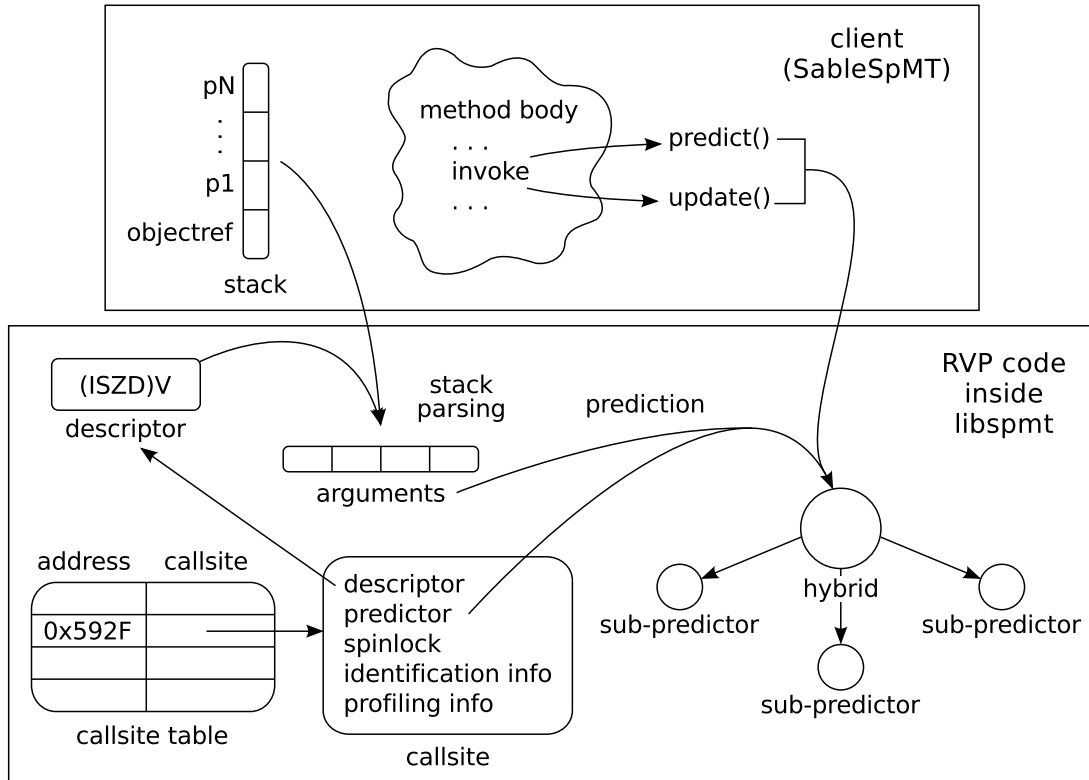 client
(SableSpMT)
pN
.
.
.
p1
objectref
stack
method body
. . .
invoke
. . .
predict()
update()
RVP code
inside
libspmt
(ISZD)V
descriptor
stack
parsing
prediction
arguments
address callsite
0x592F
callsite table
descriptor
predictor
spinlock
identification info
profiling info
callsite
hybrid
sub-predictor
sub-predictor
sub-predictor